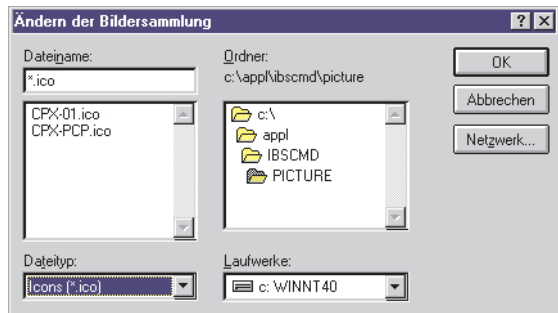 Ändern der Bildersammlung
Dateiname:
*.ico
CPX-01.ico
CPX-PCP.ico
Dateityp:
Icons (*.ico)
Ordner:
c:\appl\ibscmd\picture
c:\
appl
IBSCMD
PICTURE
Laufwerke:
c: WINNT40
OK
Abbrechen
Netzwerk...